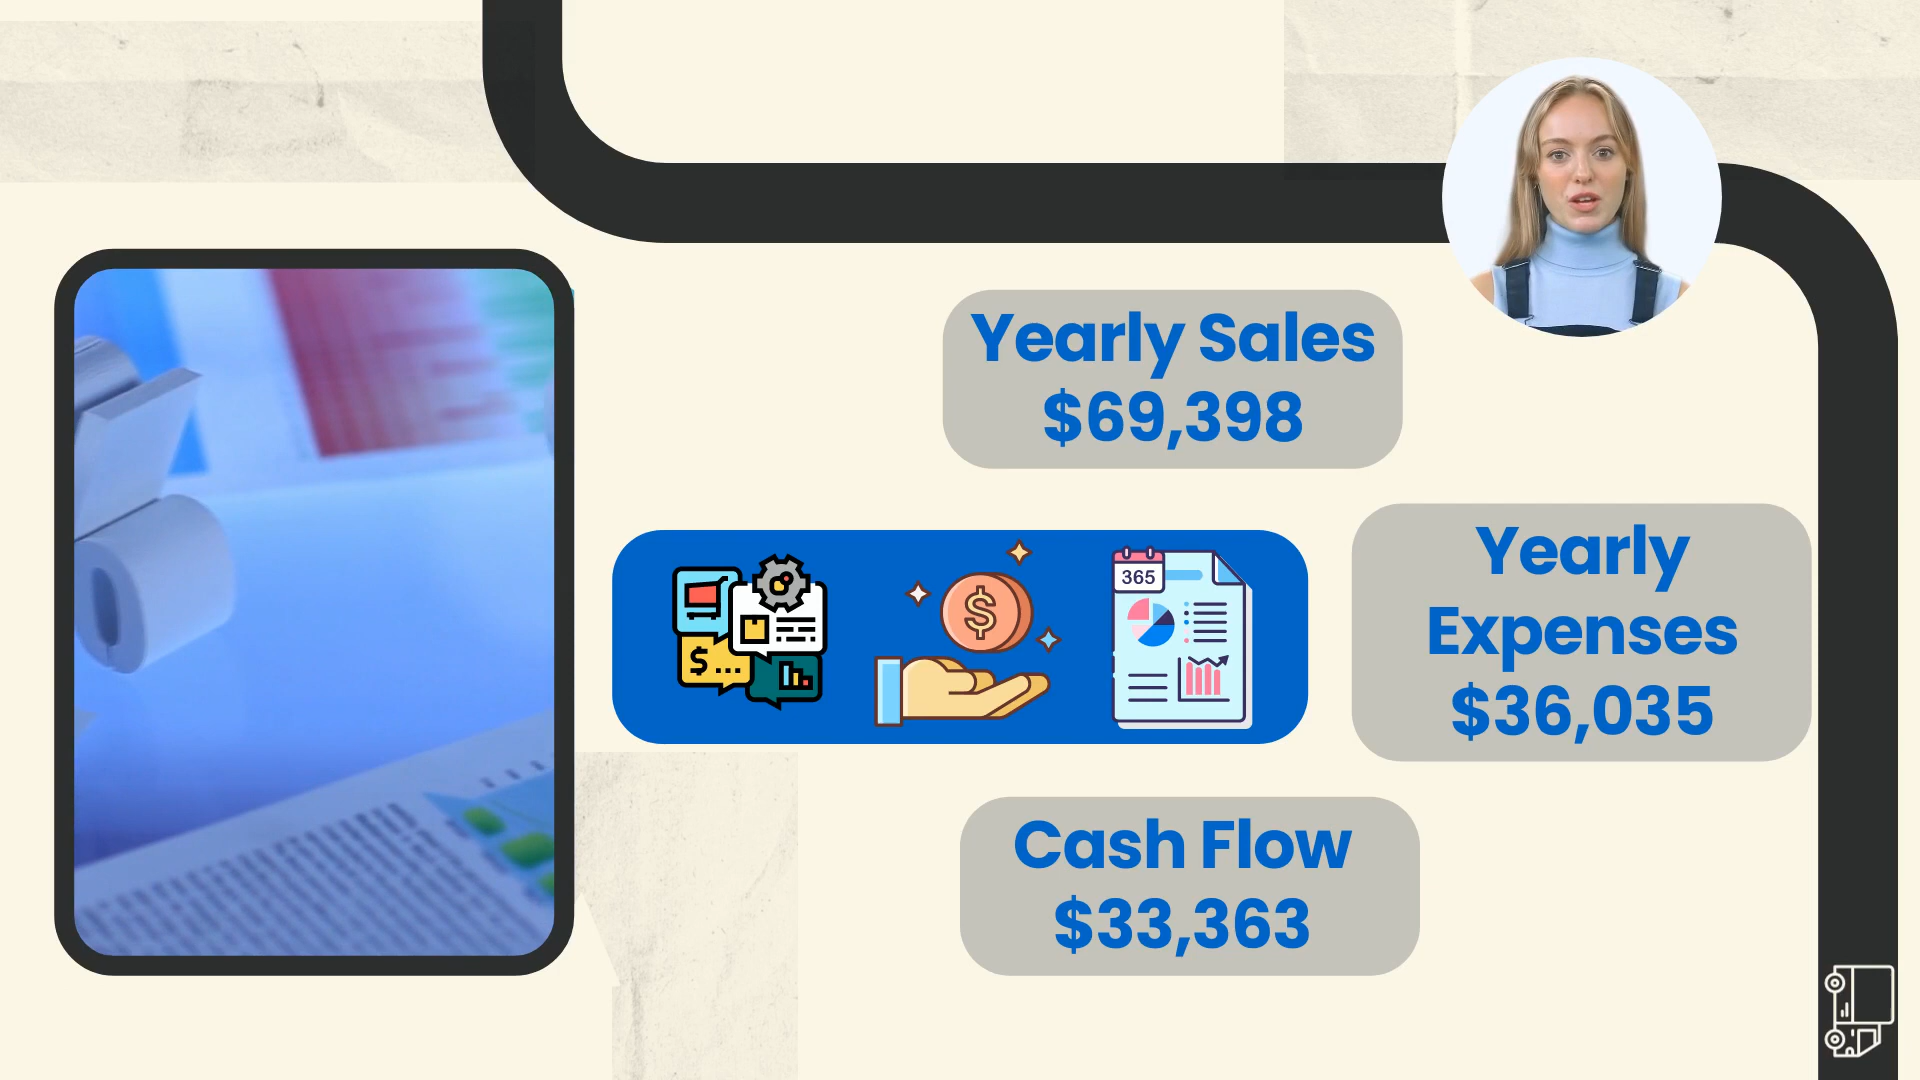 Yearly Sales
$69,398
365
$...
$
Yearly
Expenses
$36,035
Cash Flow
$33,363